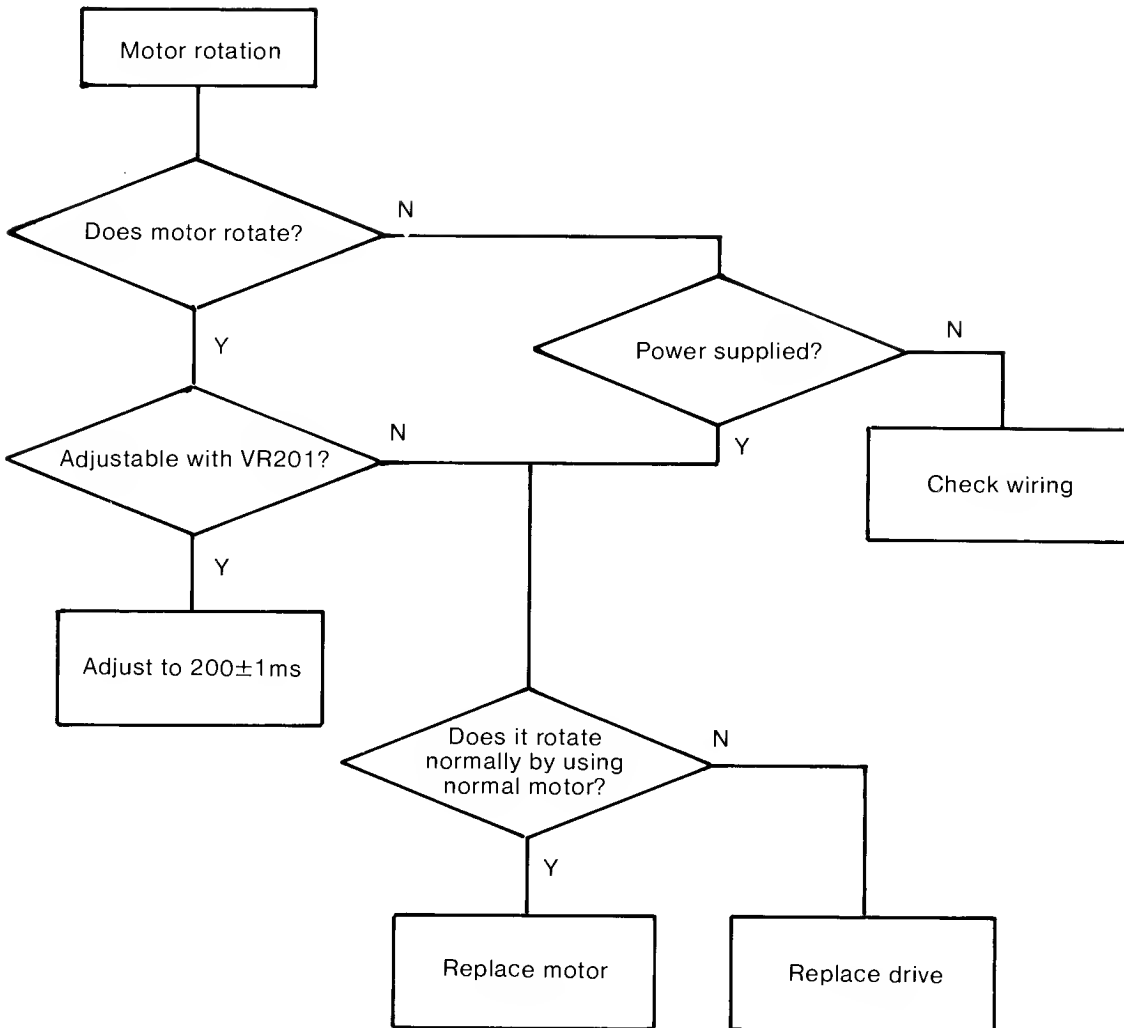 Motor rotation
Does motor rotate?
N
Y
Power supplied?
N
Y
Adjustable with VR201?
N
Y
Check wiring
Adjust to 200±1ms
Does it rotate
normally by using
normal motor?
N
Y
Replace motor
Replace drive